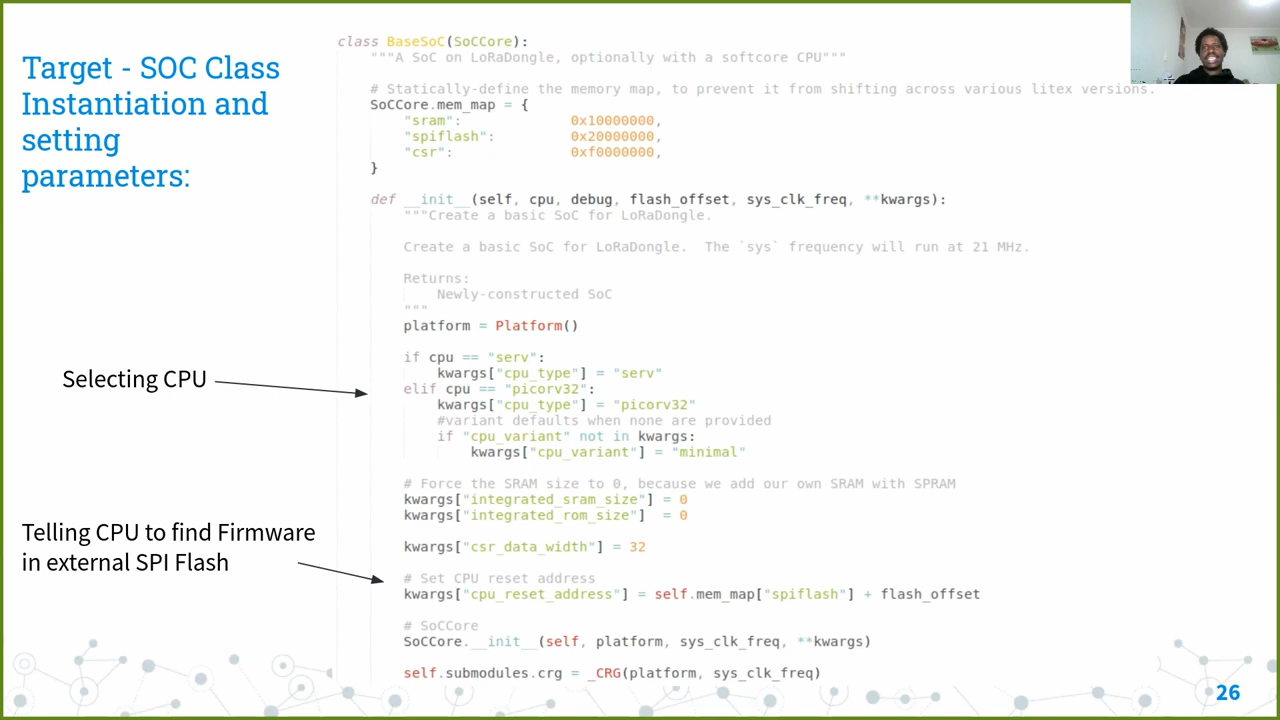 Target - SOC Class
Instantiation and
setting
parameters:
class BaseSoC(SoCCore):
"""A SoC on LoRaDongle, optionally with a softcore CPU"""
# Statically-define the memory map, to prevent it from shifting across various litex versions.
SoCCore.mem_map = {
"sram": 0x10000000,
"spiflash": 0x20000000,
"csr": 0xf0000000,
}
def __init__(self, cpu, debug, flash_offset, sys_clk_freq, **kwargs):
"""Create a basic SoC for LoRaDongle.
Create a basic SoC for LoRaDongle. The `sys` frequency will run at 21 MHz.
Returns:
Newly-constructed SoC
"""
platform = Platform()
if cpu == "serv":
kwargs["cpu_type"] = "serv"
elif cpu == "picorv32":
kwargs["cpu_type"] = "picorv32"
#variant defaults when none are provided
if "cpu_variant" not in kwargs:
kwargs["cpu_variant"] = "minimal"
# Force the SRAM size to 0, because we add our own SRAM with SPRAM
kwargs["integrated_sram_size"] = 0
kwargs["integrated_rom_size"] = 0
kwargs["csr_data_width"] = 32
# Set CPU reset address
kwargs["cpu_reset_address"] = self.mem_map["spiflash"] + flash_offset
# SoCCore
SoCCore.__init__(self, platform, sys_clk_freq, **kwargs)
self.submodules.crg = _CRG(platform, sys_clk_freq)
Selecting CPU
Telling CPU to find Firmware
in external SPI Flash
26